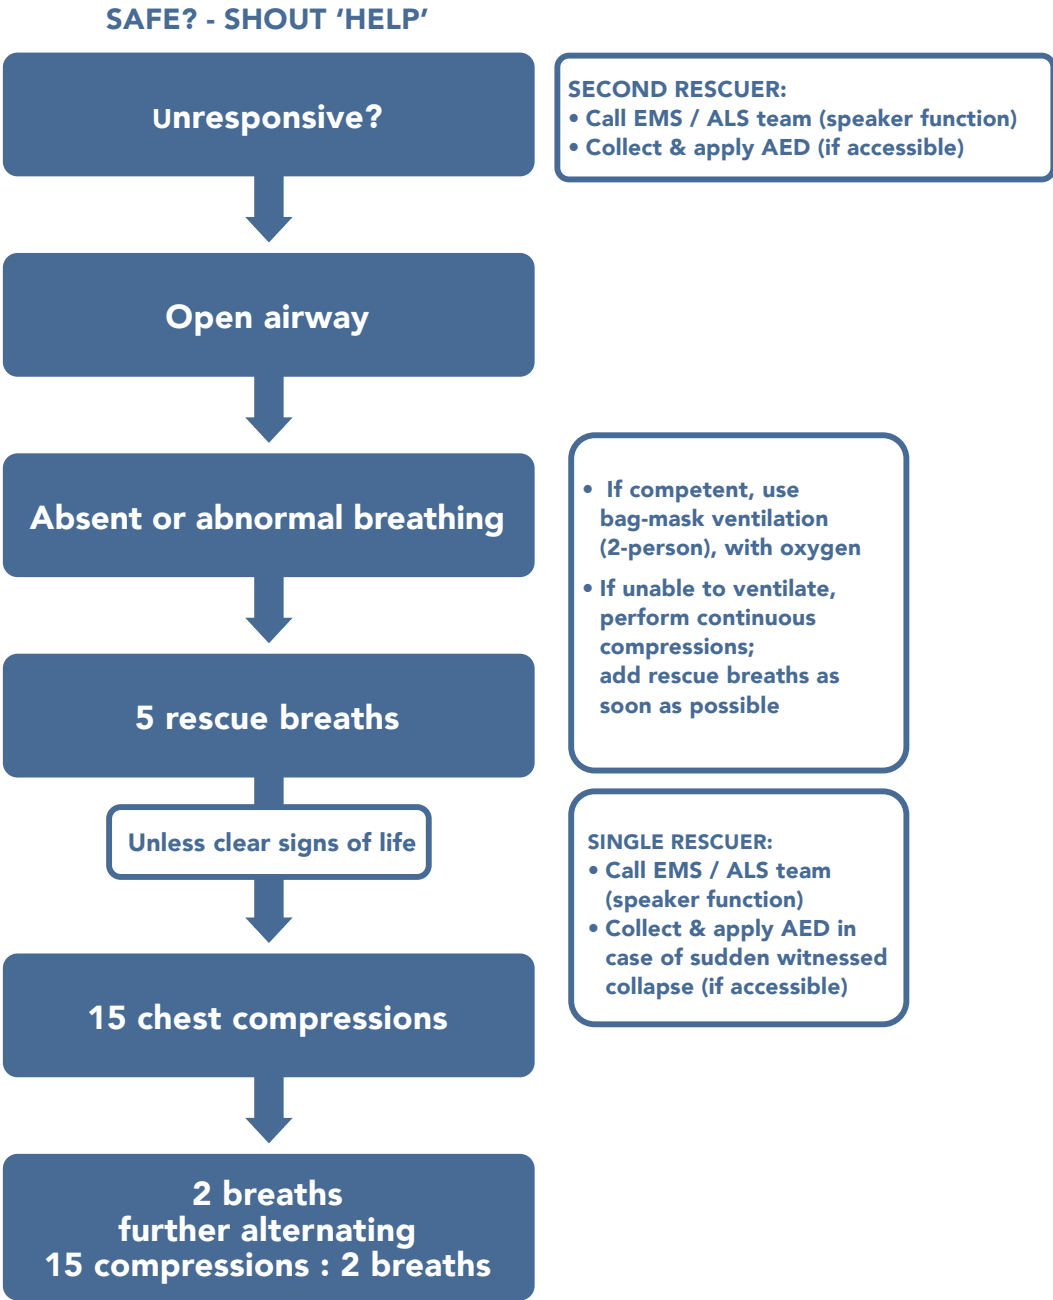 SAFE? - SHOUT ‘HELP’
Unresponsive?
SECOND RESCUER:
• Call EMS / ALS team (speaker function)
• Collect & apply AED (if accessible)
Open airway
Absent or abnormal breathing
• If competent, use
bag-mask ventilation
(2-person), with oxygen
• If unable to ventilate,
perform continuous
compressions;
add rescue breaths as
soon as possible
5 rescue breaths
Unless clear signs of life
SINGLE RESCUER:
• Call EMS / ALS team
(speaker function)
• Collect & apply AED in
case of sudden witnessed
collapse (if accessible)
15 chest compressions
2 breaths
further alternating
15 compressions : 2 breaths